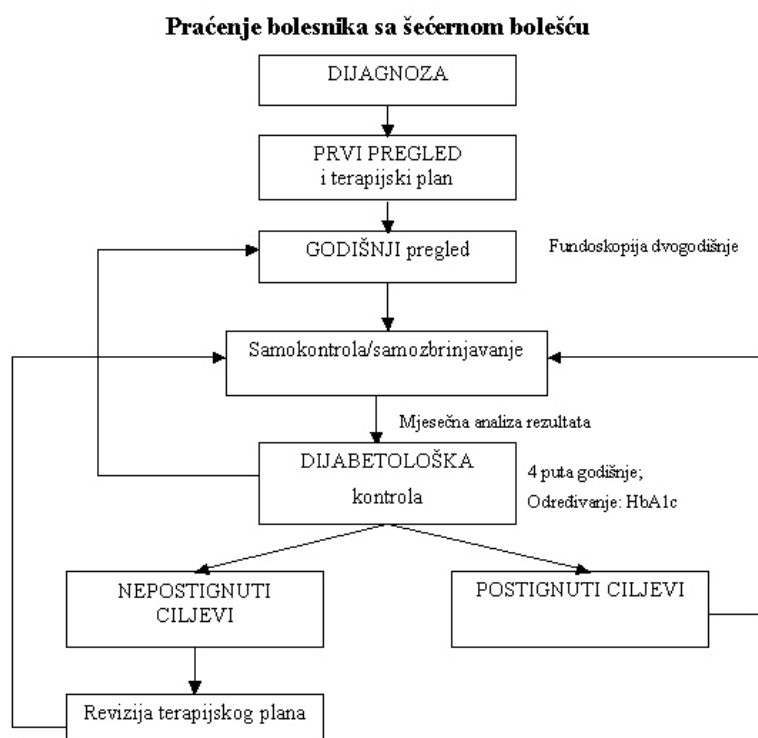 Praćenje bolesnika sa šećernom bolešću
DIJAGNOZA
PRVI PREGLED
i terapijski plan
GODIŠNJI pregled
Fundoskopija dvogodišnje
Samokontrola/samozbrinjavanje
Mjesečna analiza rezultata
DIJABETOLOŠKA
kontrola
4 puta godišnje;
Određivanje: HbA1c
NEPOSTIGNUTI
CILJEVI
POSTIGNUTI CILJEVI
Revizija terapijskog plana